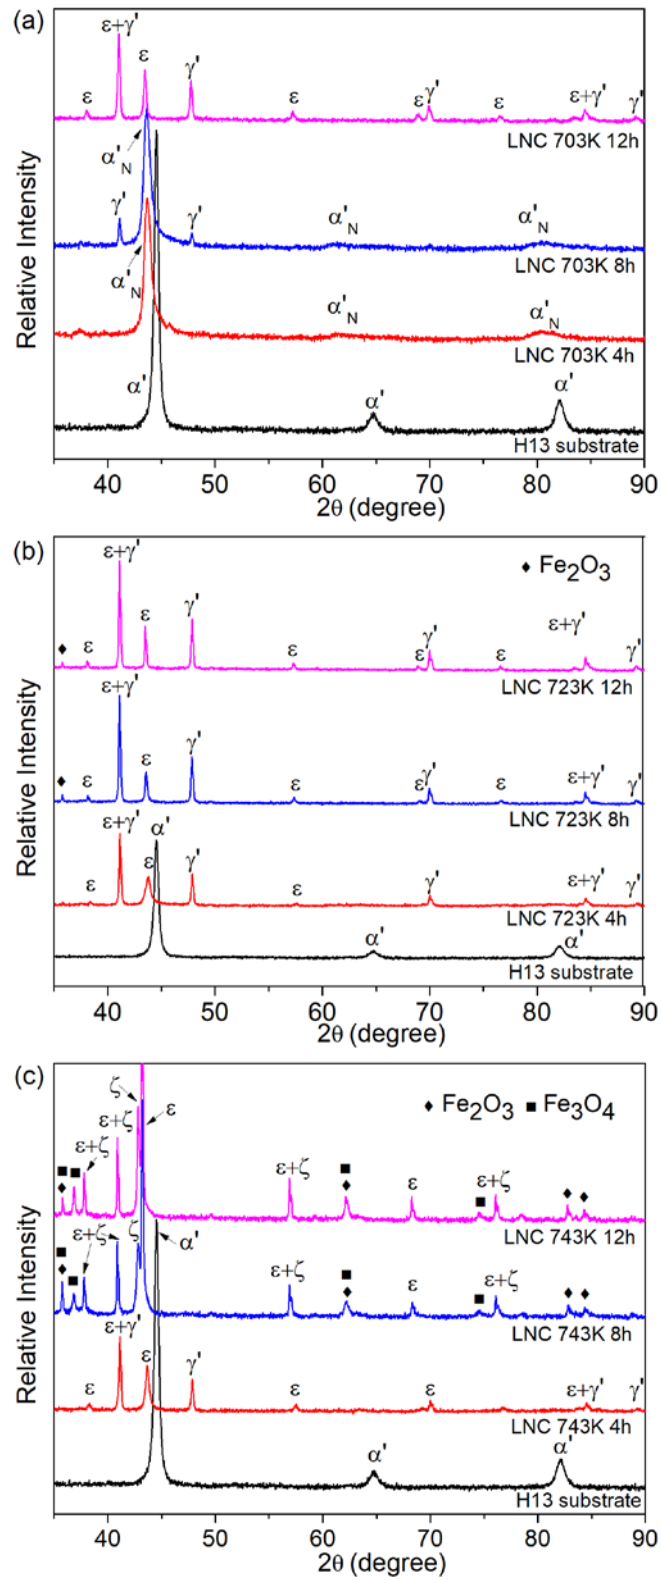 (a)
ε+γ'
ε
ε
γ'
ε
ε
γ'
ε
ε+γ'
γ'
LNC 703K 12h
α'N
γ'
γ'
α'N
α'N
LNC 703K 8h
α'N
α'N
α'N
LNC 703K 4h
α'
α'
α'
H13 substrate
Relative Intensity
40 50 60 70 80 90
2θ (degree)
(b)
♦ Fe2O3
ε+γ'
♦
ε
ε
γ'
ε
ε
γ'
ε
ε+γ'
γ'
LNC 723K 12h
ε+γ'
♦
ε
ε
γ'
ε
ε
γ'
ε
ε+γ'
γ'
LNC 723K 8h
ε+γ'
α'
ε
ε
γ'
ε
γ'
ε+γ'
γ'
LNC 723K 4h
α'
α'
H13 substrate
Relative Intensity
40 50 60 70 80 90
2θ (degree)
(c)
♦ Fe2O3 ■ Fe3O4
ζ
ε
ε+ζ
ε+ζ
■
♦
■
ε+ζ
■
♦
ε
■
ε+ζ
♦
♦
LNC 743K 12h
α'
ε+ζ
ζ
■
♦
■
ε+ζ
■
♦
ε
■
ε+ζ
♦
♦
LNC 743K 8h
ε+γ'
ε
ε
γ'
ε
ε
ε+γ'
γ'
LNC 743K 4h
α'
α'
H13 substrate
Relative Intensity
40 50 60 70 80 90
2θ (degree)